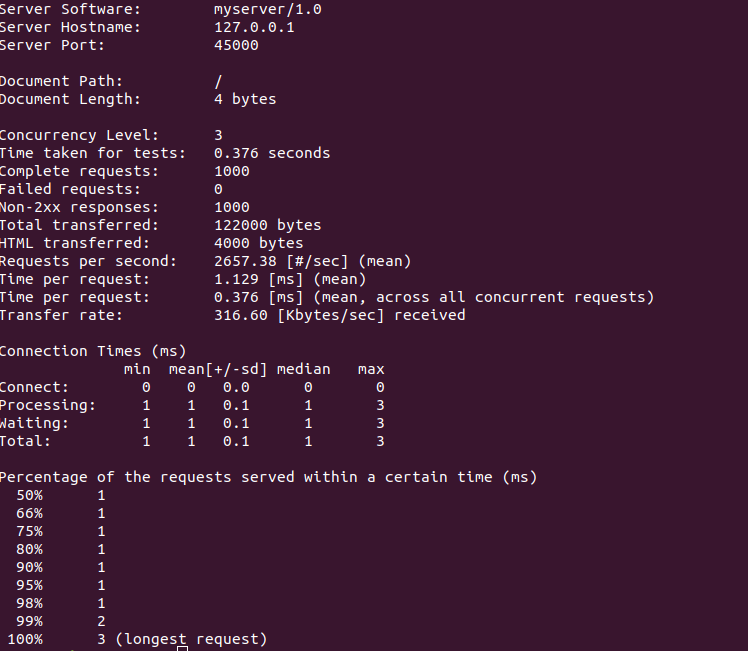 Server Software:        myserver/1.0
Server Hostname:        127.0.0.1
Server Port:            45000

Document Path:          /
Document Length:        4 bytes

Concurrency Level:      3
Time taken for tests:   0.376 seconds
Complete requests:      1000
Failed requests:        0
Non-2xx responses:      1000
Total transferred:      122000 bytes
HTML transferred:       4000 bytes
Requests per second:    2657.38 [#/sec] (mean)
Time per request:       1.129 [ms] (mean)
Time per request:       0.376 [ms] (mean, across all concurrent requests)
Transfer rate:          316.60 [Kbytes/sec] received

Connection Times (ms)
              min  mean[+/-sd] median   max
Connect:        0    0   0.0      0       0
Processing:     1    1   0.1      1       3
Waiting:        1    1   0.1      1       3
Total:          1    1   0.1      1       3

Percentage of the requests served within a certain time (ms)
  50%      1
  66%      1
  75%      1
  80%      1
  90%      1
  95%      1
  98%      1
  99%      2
 100%      3 (longest request)